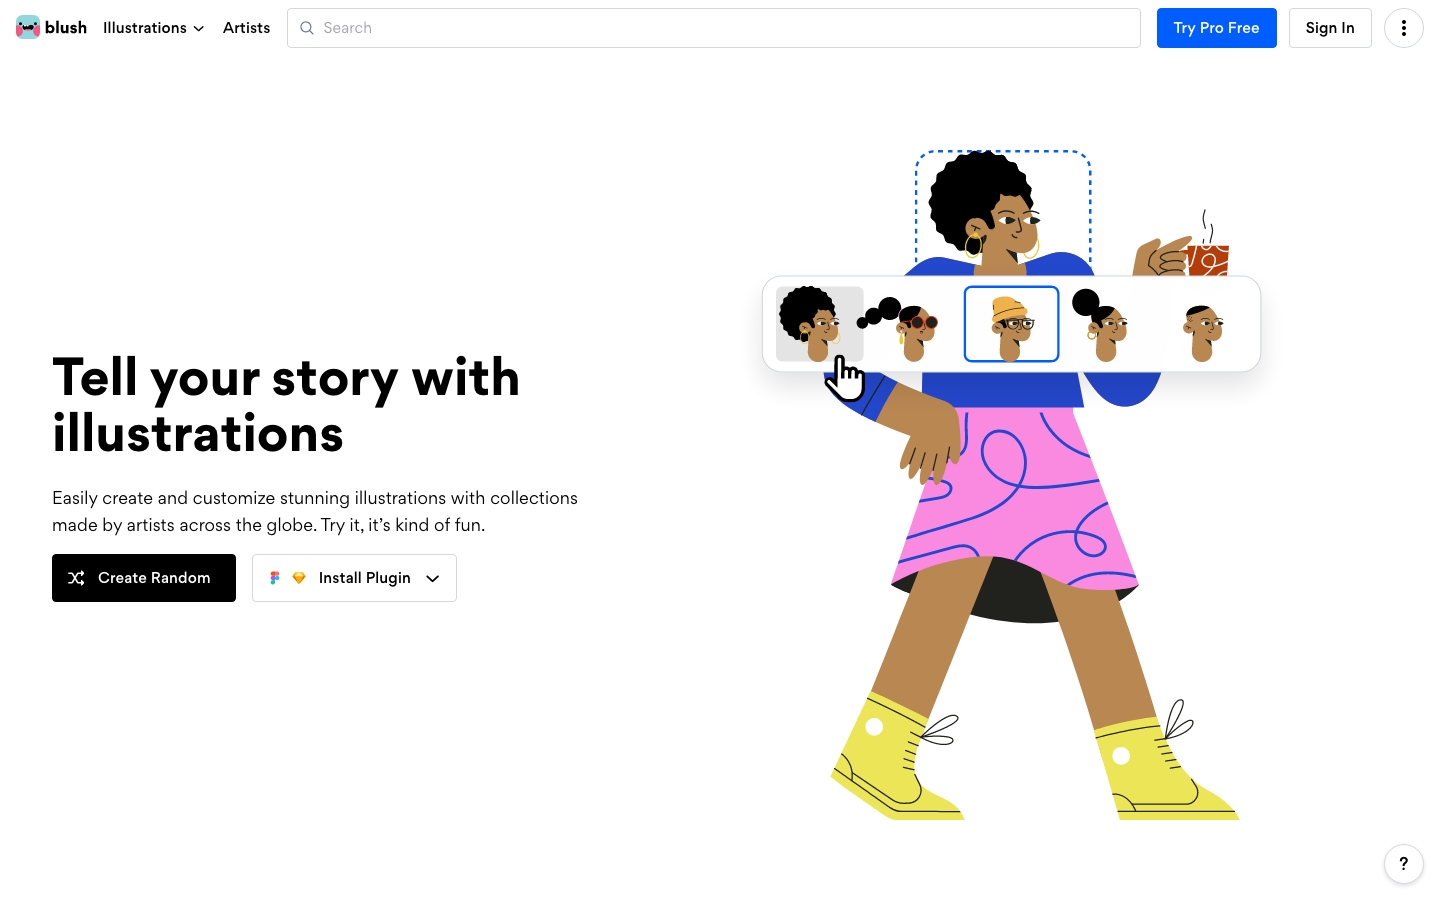 blush
Illustrations
Artists
Search
Try Pro Free
Sign In
Tell your story with
illustrations
Easily create and customize stunning illustrations with collections
made by artists across the globe. Try it, it’s kind of fun.
Create Random
Install Plugin
?